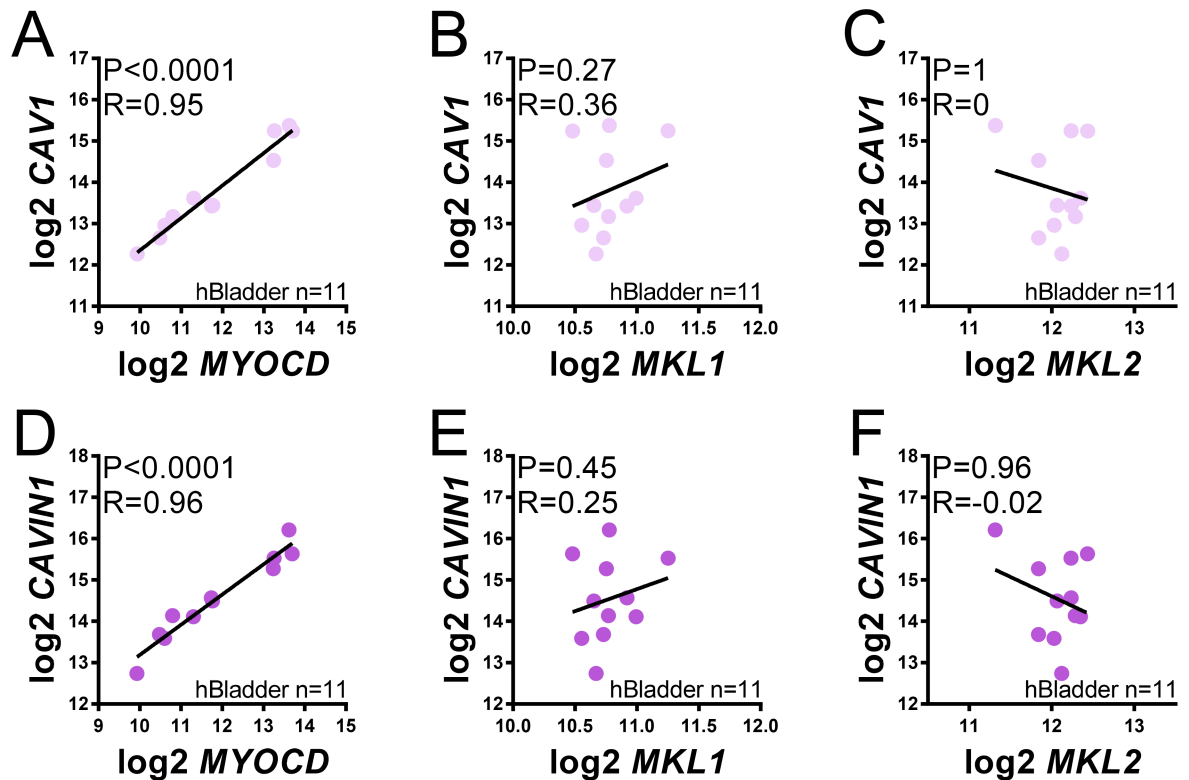 A
P<0.0001
R=0.95
log2 CAV1
17
16
15
14
13
12
11
hBladder n=11
9 10 11 12 13 14 15
log2 MYOCD
B
P=0.27
R=0.36
log2 CAV1
17
16
15
14
13
12
11
hBladder n=11
10.0 10.5 11.0 11.5 12.0
log2 MKL1
C
P=1
R=0
log2 CAV1
17
16
15
14
13
12
11
hBladder n=11
11 12 13
log2 MKL2
D
P<0.0001
R=0.96
log2 CAVIN1
18
17
16
15
14
13
12
hBladder n=11
9 10 11 12 13 14 15
log2 MYOCD
E
P=0.45
R=0.25
log2 CAVIN1
18
17
16
15
14
13
12
hBladder n=11
10.0 10.5 11.0 11.5 12.0
log2 MKL1
F
P=0.96
R=-0.02
log2 CAVIN1
18
17
16
15
14
13
12
hBladder n=11
11 12 13
log2 MKL2